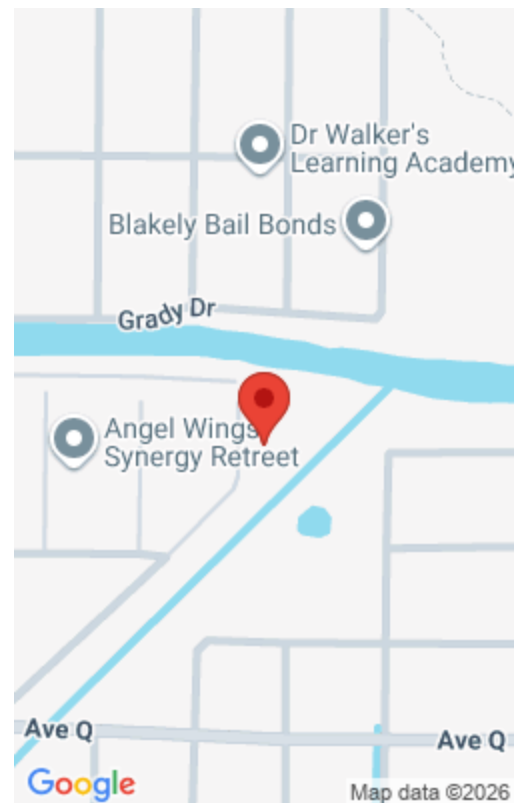 Dr Walker's
Learning Academy
Blakely Bail Bonds
Grady Dr
Angel Wings
Synergy Retreet
Ave Q
Ave Q
Google
Map data ©2026